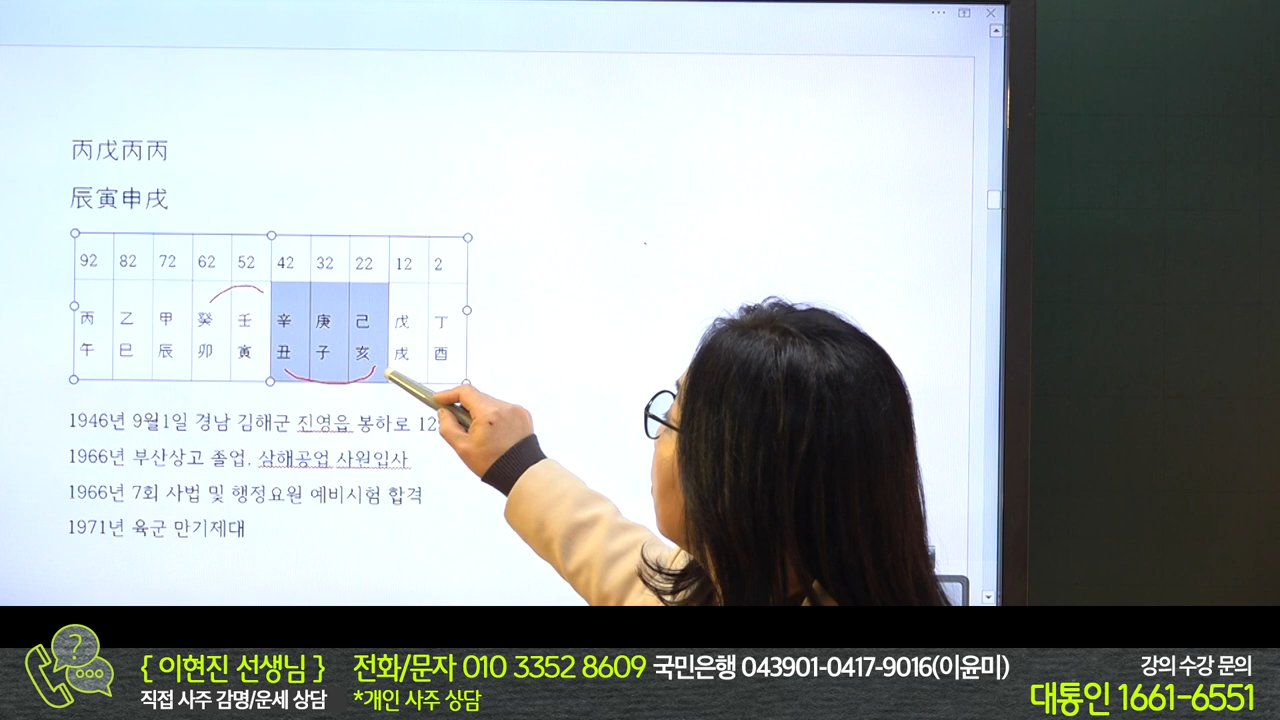 丙戊丙丙
辰寅申戌
92 82 72 62 52 42 32 22 12 2
丙 乙 甲 癸 壬 辛 庚 己 戊 丁
午 巳 辰 卯 寅 丑 子 亥 戌 酉
1946년 9월1일 경남 김해군 진영읍 봉하로 12
1966년 부산상고 졸업, 삼해공업 사원입사
1966년 7회 사법 및 행정요원 예비시험 합격
1971년 육군 만기제대
{ 이현진 선생님 } 전화/문자 010 3352 8609 국민은행 043901-0417-9016(이윤미) 강의 수강 문의
직접 사주 감명/운세 상담 *개인 사주 상담 대통인 1661-6551